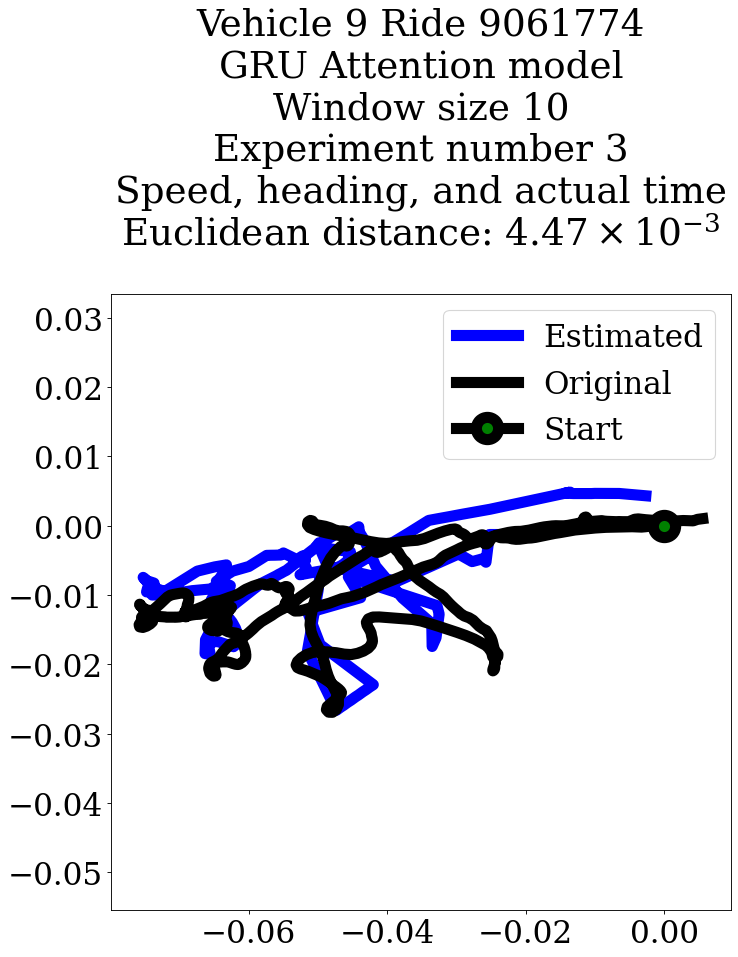 Vehicle 9 Ride 9061774
GRU Attention model
Window size 10
Experiment number 3
Speed, heading, and actual time
Euclidean distance: 4.47 × 10⁻³
Estimated
Original
Start
0.03
0.02
0.01
0.00
−0.01
−0.02
−0.03
−0.04
−0.05
−0.06
−0.04
−0.02
0.00